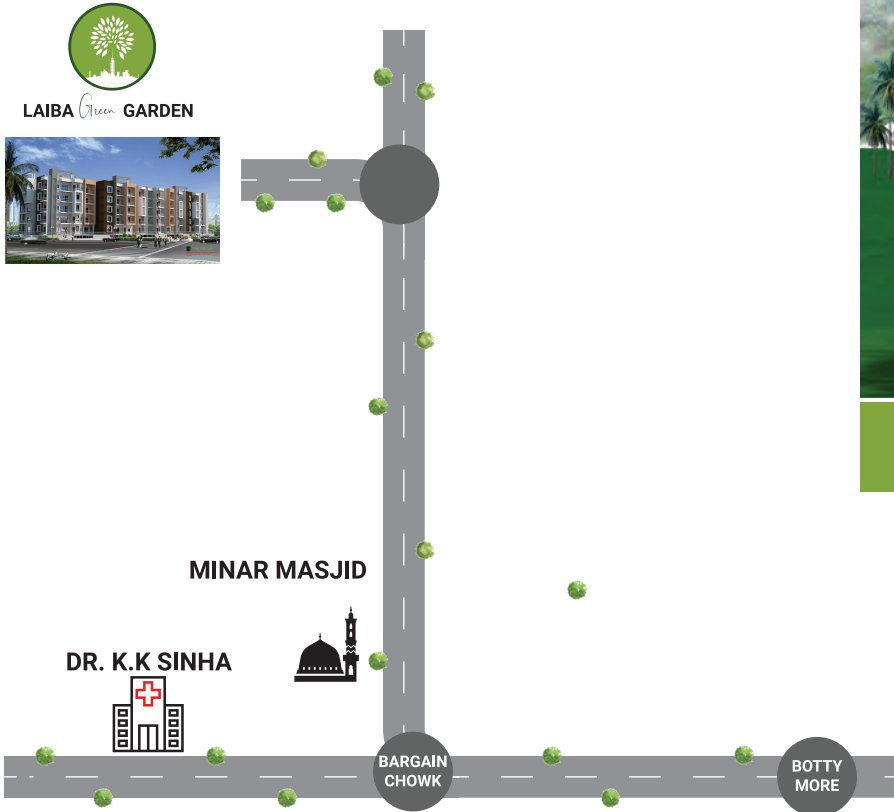 LAIBA Green GARDEN
MINAR MASJID
DR. K.K SINHA
BARGAIN
CHOWK
BOTTY
MORE